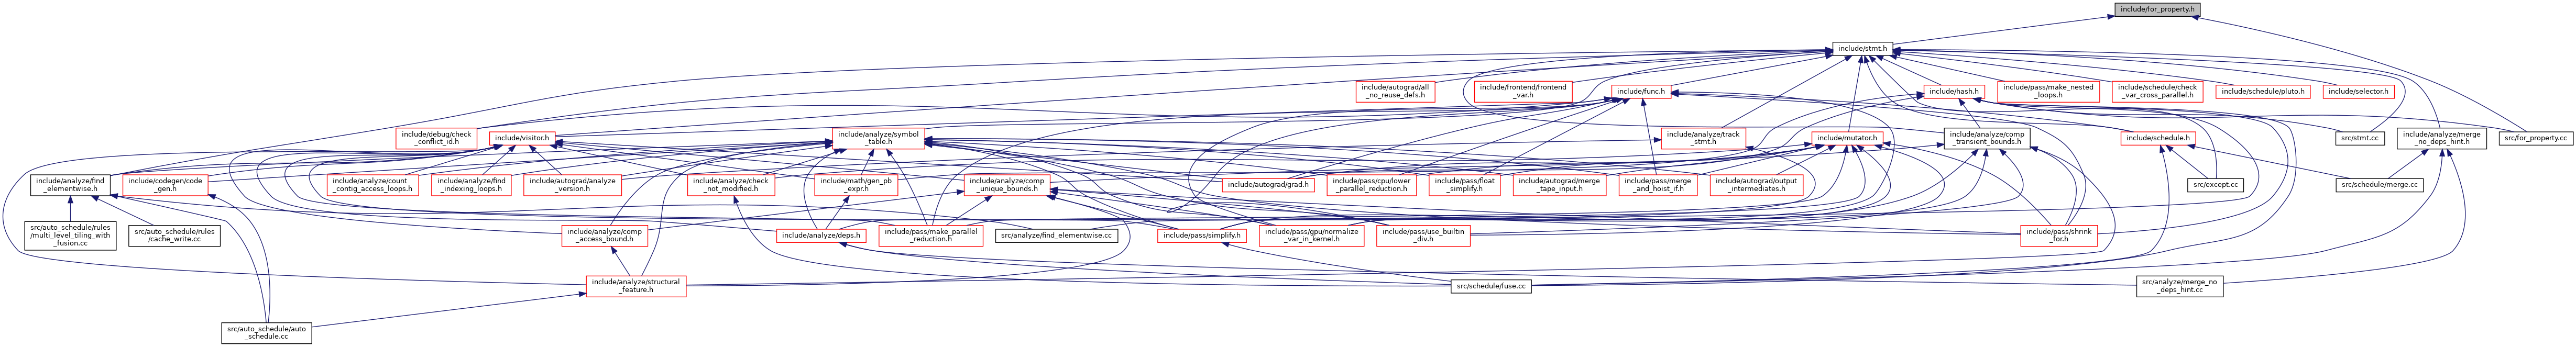 include/for_property.h
include/stmt.h
include/autograd/all
_no_reuse_defs.h
include/frontend/frontend
_var.h
include/func.h
include/hash.h
include/pass/make_nested
_loops.h
include/schedule/check
_var_cross_parallel.h
include/schedule/pluto.h
include/selector.h
include/debug/check
_conflict_id.h
include/visitor.h
include/analyze/symbol
_table.h
include/analyze/track
_stmt.h
include/mutator.h
include/analyze/comp
_transient_bounds.h
include/schedule.h
src/stmt.cc
include/analyze/merge
_no_deps_hint.h
src/for_property.cc
include/analyze/find
_elementwise.h
include/codegen/code
_gen.h
include/analyze/count
_contig_access_loops.h
include/analyze/find
_indexing_loops.h
include/autograd/analyze
_version.h
include/analyze/check
_not_modified.h
include/math/gen_pb
_expr.h
include/analyze/comp
_unique_bounds.h
include/autograd/grad.h
include/pass/cpu/lower
_parallel_reduction.h
include/pass/float
_simplify.h
include/autograd/merge
_tape_input.h
include/pass/merge
_and_hoist_if.h
include/autograd/output
_intermediates.h
src/except.cc
src/schedule/merge.cc
src/auto_schedule/rules
/multi_level_tiling_with
_fusion.cc
src/auto_schedule/rules
/cache_write.cc
include/analyze/comp
_access_bound.h
include/analyze/deps.h
include/pass/make_parallel
_reduction.h
src/analyze/find_elementwise.cc
include/pass/simplify.h
include/pass/gpu/normalize
_var_in_kernel.h
include/pass/use_builtin
_div.h
include/pass/shrink
_for.h
include/analyze/structural
_feature.h
src/schedule/fuse.cc
src/analyze/merge_no
_deps_hint.cc
src/auto_schedule/auto
_schedule.cc